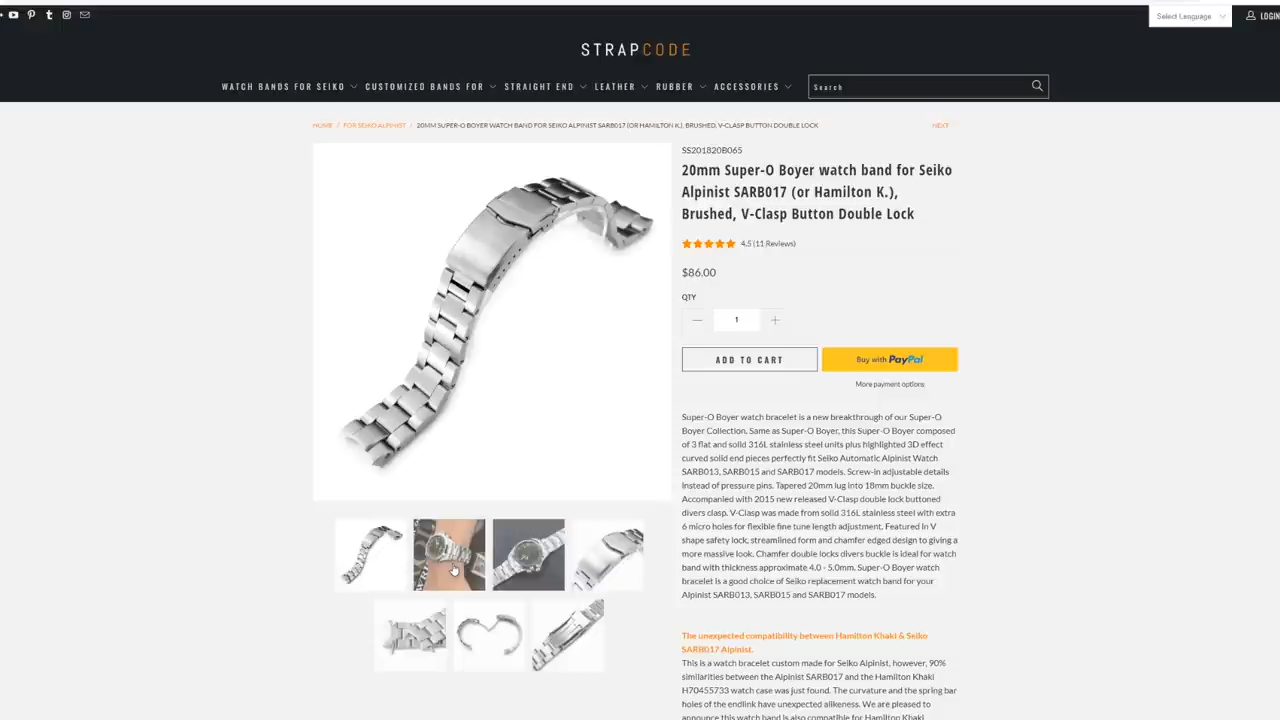 Select Language
LOGIN
STRAPCODE
WATCH BANDS FOR SEIKO CUSTOMIZED BANDS FOR STRAIGHT END LEATHER RUBBER ACCESSORIES Search
HOME / FOR SEIKO ALPINIST / 20MM SUPER-O BOYER WATCH BAND FOR SEIKO ALPINIST SARB017 (OR HAMILTON K.), BRUSHED, V-CLASP BUTTON DOUBLE LOCK NEXT
SS201820B065
20mm Super-O Boyer watch band for Seiko
Alpinist SARB017 (or Hamilton K.),
Brushed, V-Clasp Button Double Lock
4.5 (11 Reviews)
$86.00
QTY
1
ADD TO CART
Buy with PayPal
More payment options
Super-O Boyer watch bracelet is a new breakthrough of our Super-O
Boyer Collection. Same as Super-O Boyer, this Super-O Boyer composed
of 3 flat and solid 316L stainless steel units plus highlighted 3D effect
curved solid end pieces perfectly fit Seiko Automatic Alpinist Watch
SARB013, SARB015 and SARB017 models. Screw-in adjustable details
instead of pressure pins. Tapered 20mm lug into 18mm buckle size.
Accompanied with 2015 new released V-Clasp double lock buttoned
divers clasp. V-Clasp was made from solid 316L stainless steel with extra
6 micro holes for flexible fine tune length adjustment. Featured in V
shape safety lock, streamlined form and chamfer edged design to giving a
more massive look. Chamfer double locks divers buckle is ideal for watch
band with thickness approximate 4.0 - 5.0mm. Super-O Boyer watch
bracelet is a good choice of Seiko replacement watch band for your
Alpinist SARB013, SARB015 and SARB017 models.
The unexpected compatibility between Hamilton Khaki & Seiko
SARB017 Alpinist.
This is a watch bracelet custom made for Seiko Alpinist, however, 90%
similarities between the Alpinist SARB017 and the Hamilton Khaki
H70455733 watch case was just found. The curvature and the spring bar
holes of the endlink have unexpected alikeness. We are pleased to
announce this watch band is also compatible for Hamilton Khaki